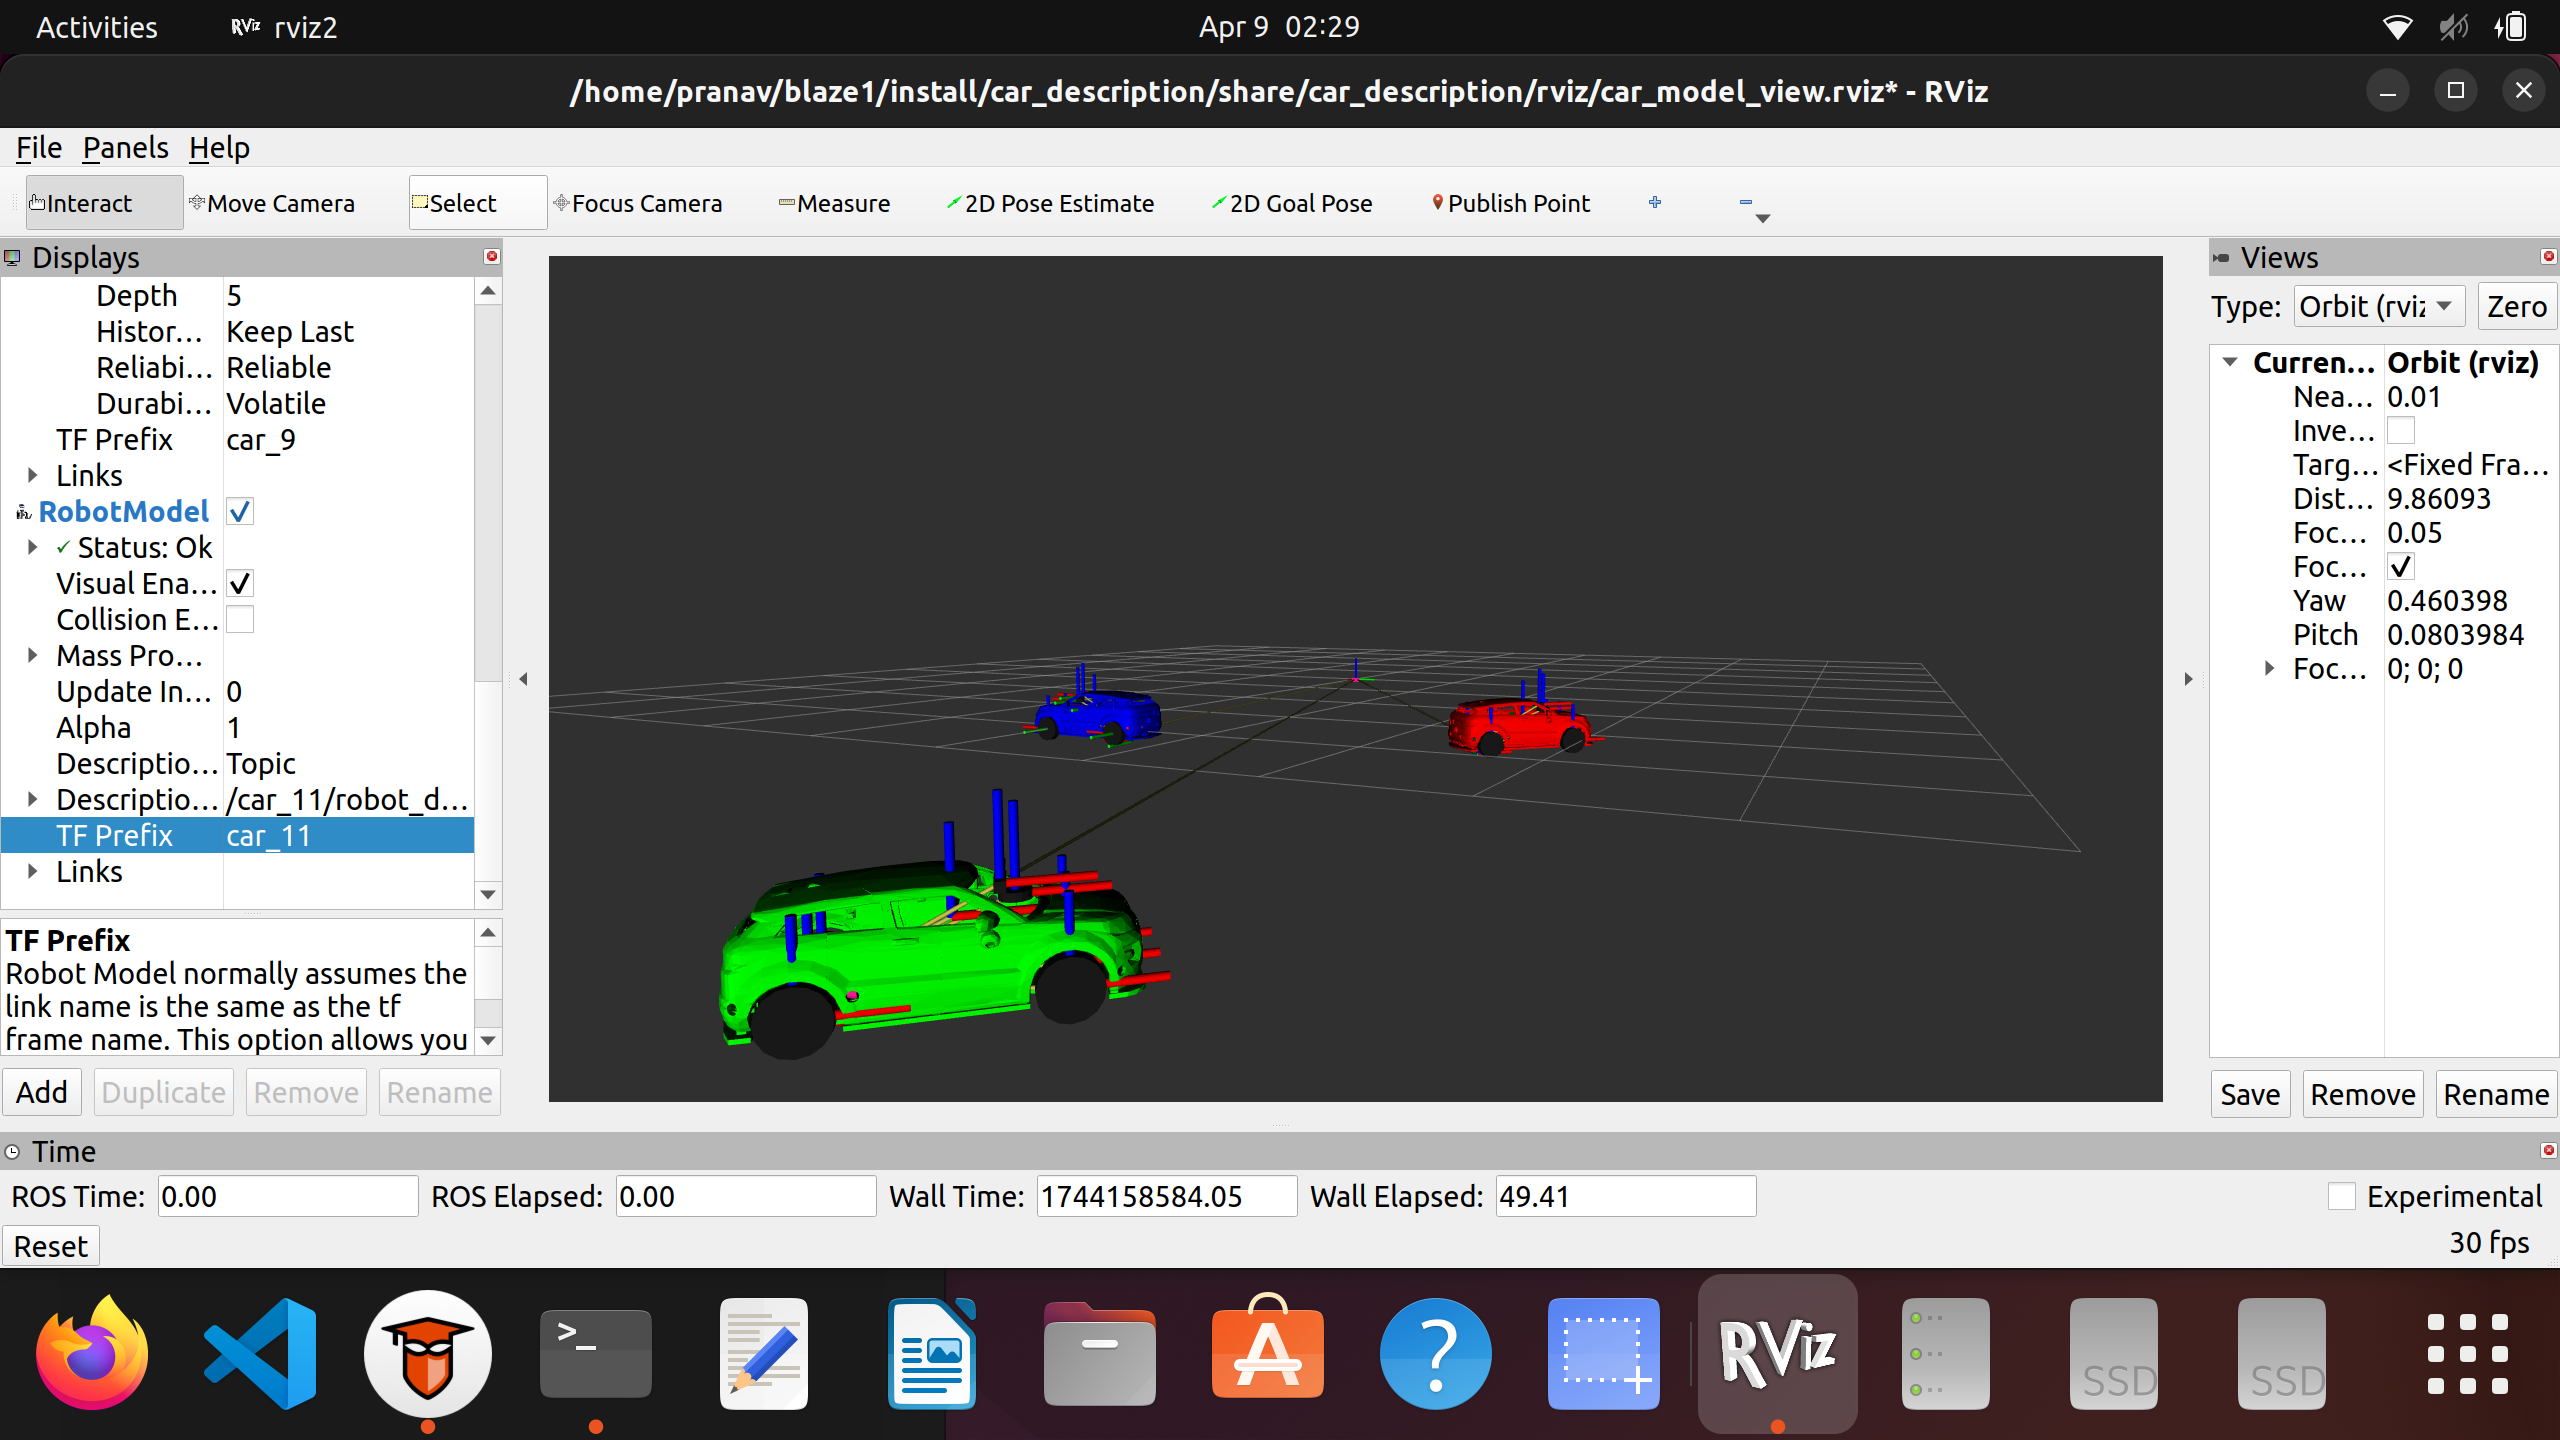 Activities RViz rviz2 Apr 9 02:29
/home/pranav/blaze1/install/car_description/share/car_description/rviz/car_model_view.rviz* - RViz
File Panels Help
Interact Move Camera Select Focus Camera Measure 2D Pose Estimate 2D Goal Pose Publish Point
Displays
Depth 5
Histor... Keep Last
Reliabi... Reliable
Durabi... Volatile
TF Prefix car_9
Links
RobotModel
Status: Ok
Visual Ena...
Collision E...
Mass Pro...
Update In... 0
Alpha 1
Descriptio... Topic
Descriptio... /car_11/robot_d...
TF Prefix car_11
Links
TF Prefix
Robot Model normally assumes the
link name is the same as the tf
frame name. This option allows you
Add Duplicate Remove Rename
Views
Type: Orbit (rviz Zero
Curren... Orbit (rviz)
Nea... 0.01
Inve...
Targ... <Fixed Fra...
Dist... 9.86093
Foc... 0.05
Foc...
Yaw 0.460398
Pitch 0.0803984
Foc... 0; 0; 0
Save Remove Rename
Time
ROS Time: 0.00 ROS Elapsed: 0.00 Wall Time: 1744158584.05 Wall Elapsed: 49.41 Experimental
Reset 30 fps
>_ A ? RViz SSD SSD